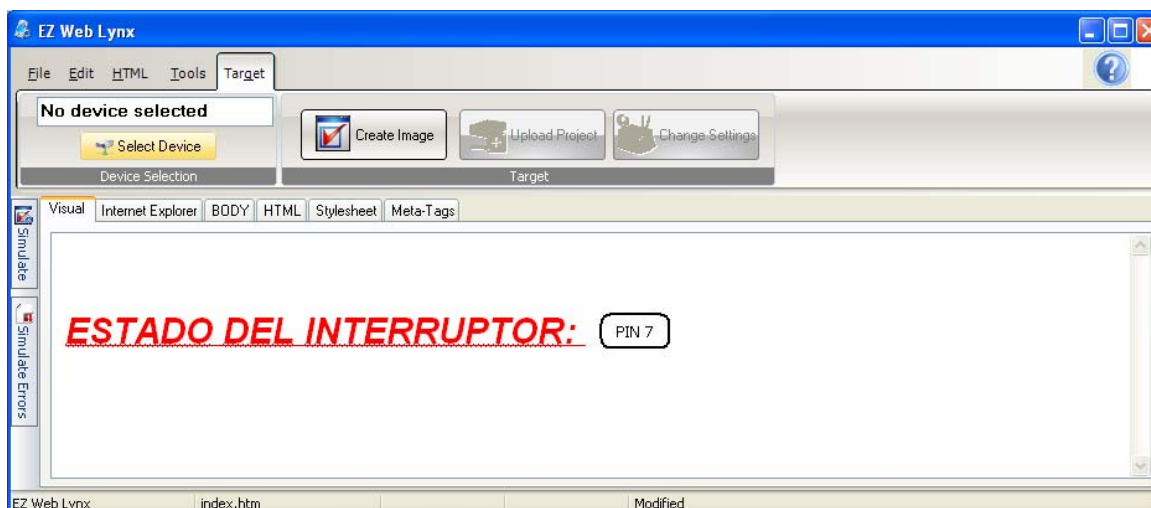 EZ Web Lynx
File Edit HTML Tools Target
No device selected
Select Device
Device Selection
Create Image
Upload Project
Change Settings
Target
Visual Internet Explorer BODY HTML Stylesheet Meta-Tags
Simulate
Simulate Errors
ESTADO DEL INTERRUPTOR: PIN 7
EZ Web Lynx index.htm Modified